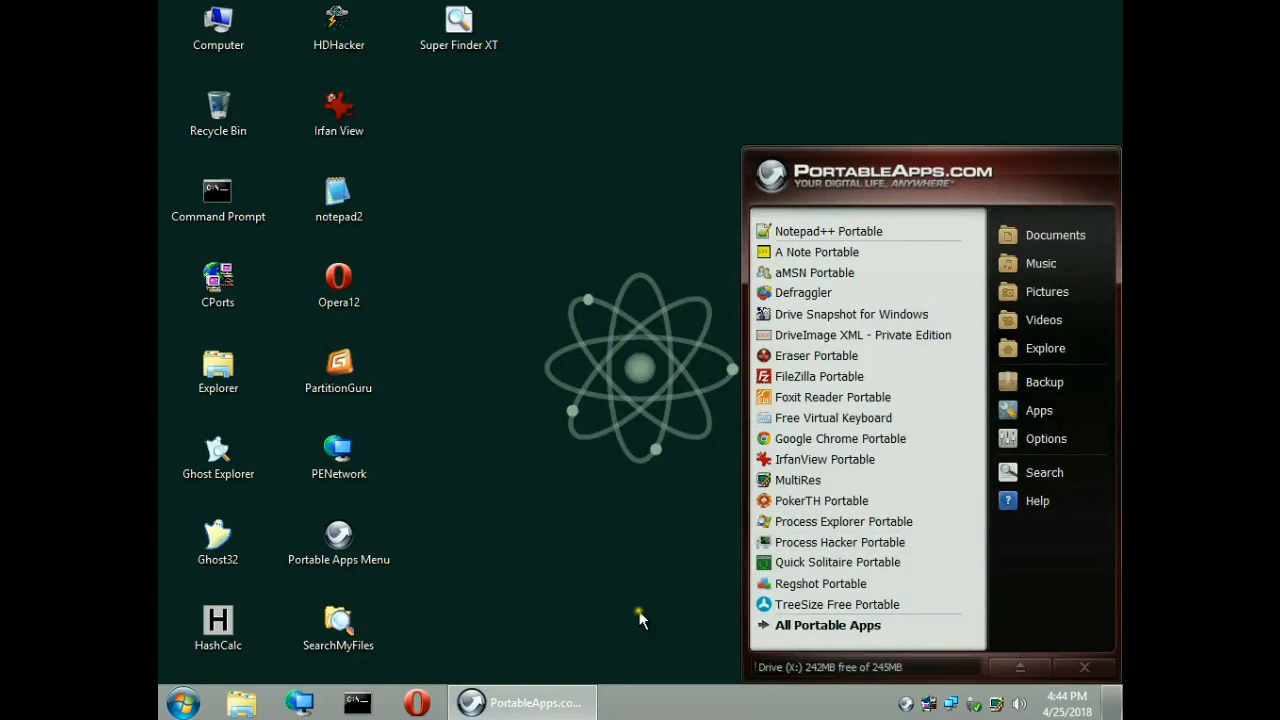 Computer
HDHacker
Super Finder XT
Recycle Bin
Irfan View
C:\_
Command Prompt
notepad2
CPorts
Opera12
Explorer
PartitionGuru
Ghost Explorer
PENetwork
Ghost32
Portable Apps Menu
H
HashCalc
SearchMyFiles
PORTABLEAPPS.COM
YOUR DIGITAL LIFE, ANYWHERE®
Notepad++ Portable
A Note Portable
aMSN Portable
Defraggler
Drive Snapshot for Windows
DriveImage XML - Private Edition
Eraser Portable
FileZilla Portable
Foxit Reader Portable
Free Virtual Keyboard
Google Chrome Portable
IrfanView Portable
MultiRes
PokerTH Portable
Process Explorer Portable
Process Hacker Portable
Quick Solitaire Portable
Regshot Portable
TreeSize Free Portable
All Portable Apps
Documents
Music
Pictures
Videos
Explore
Backup
Apps
Options
Search
Help
Drive (X:) 242MB free of 245MB
PortableApps.co...
4:44 PM
4/25/2018